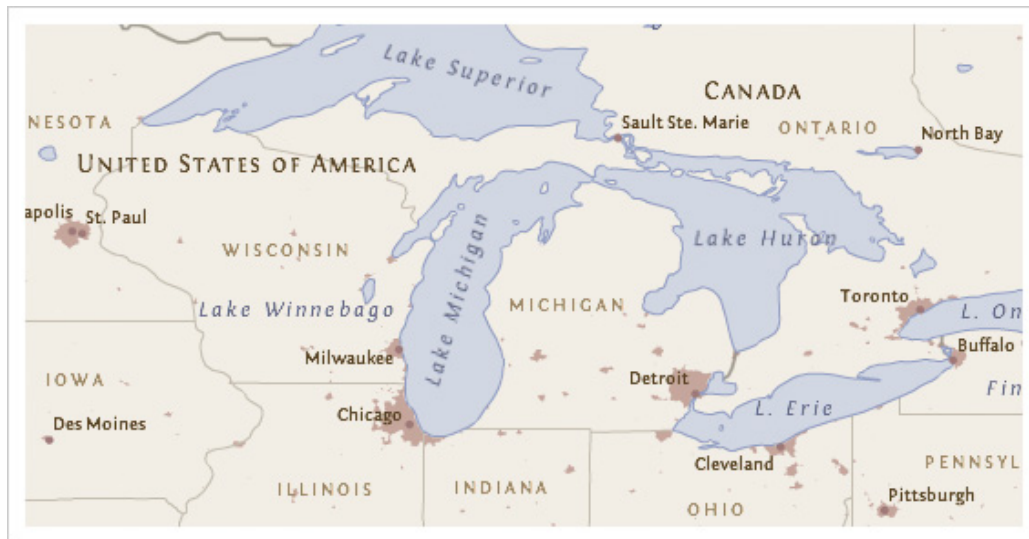 Lake Superior
CANADA
NESOTA
Sault Ste. Marie
ONTARIO
North Bay
UNITED STATES OF AMERICA
apolis
St. Paul
WISCONSIN
Lake Michigan
Lake Huron
Lake Winnebago
MICHIGAN
Toronto
L. On
Milwaukee
Buffalo
IOWA
Detroit
Fin
Chicago
L. Erie
Des Moines
Cleveland
PENNSYL
ILLINOIS
INDIANA
OHIO
Pittsburgh